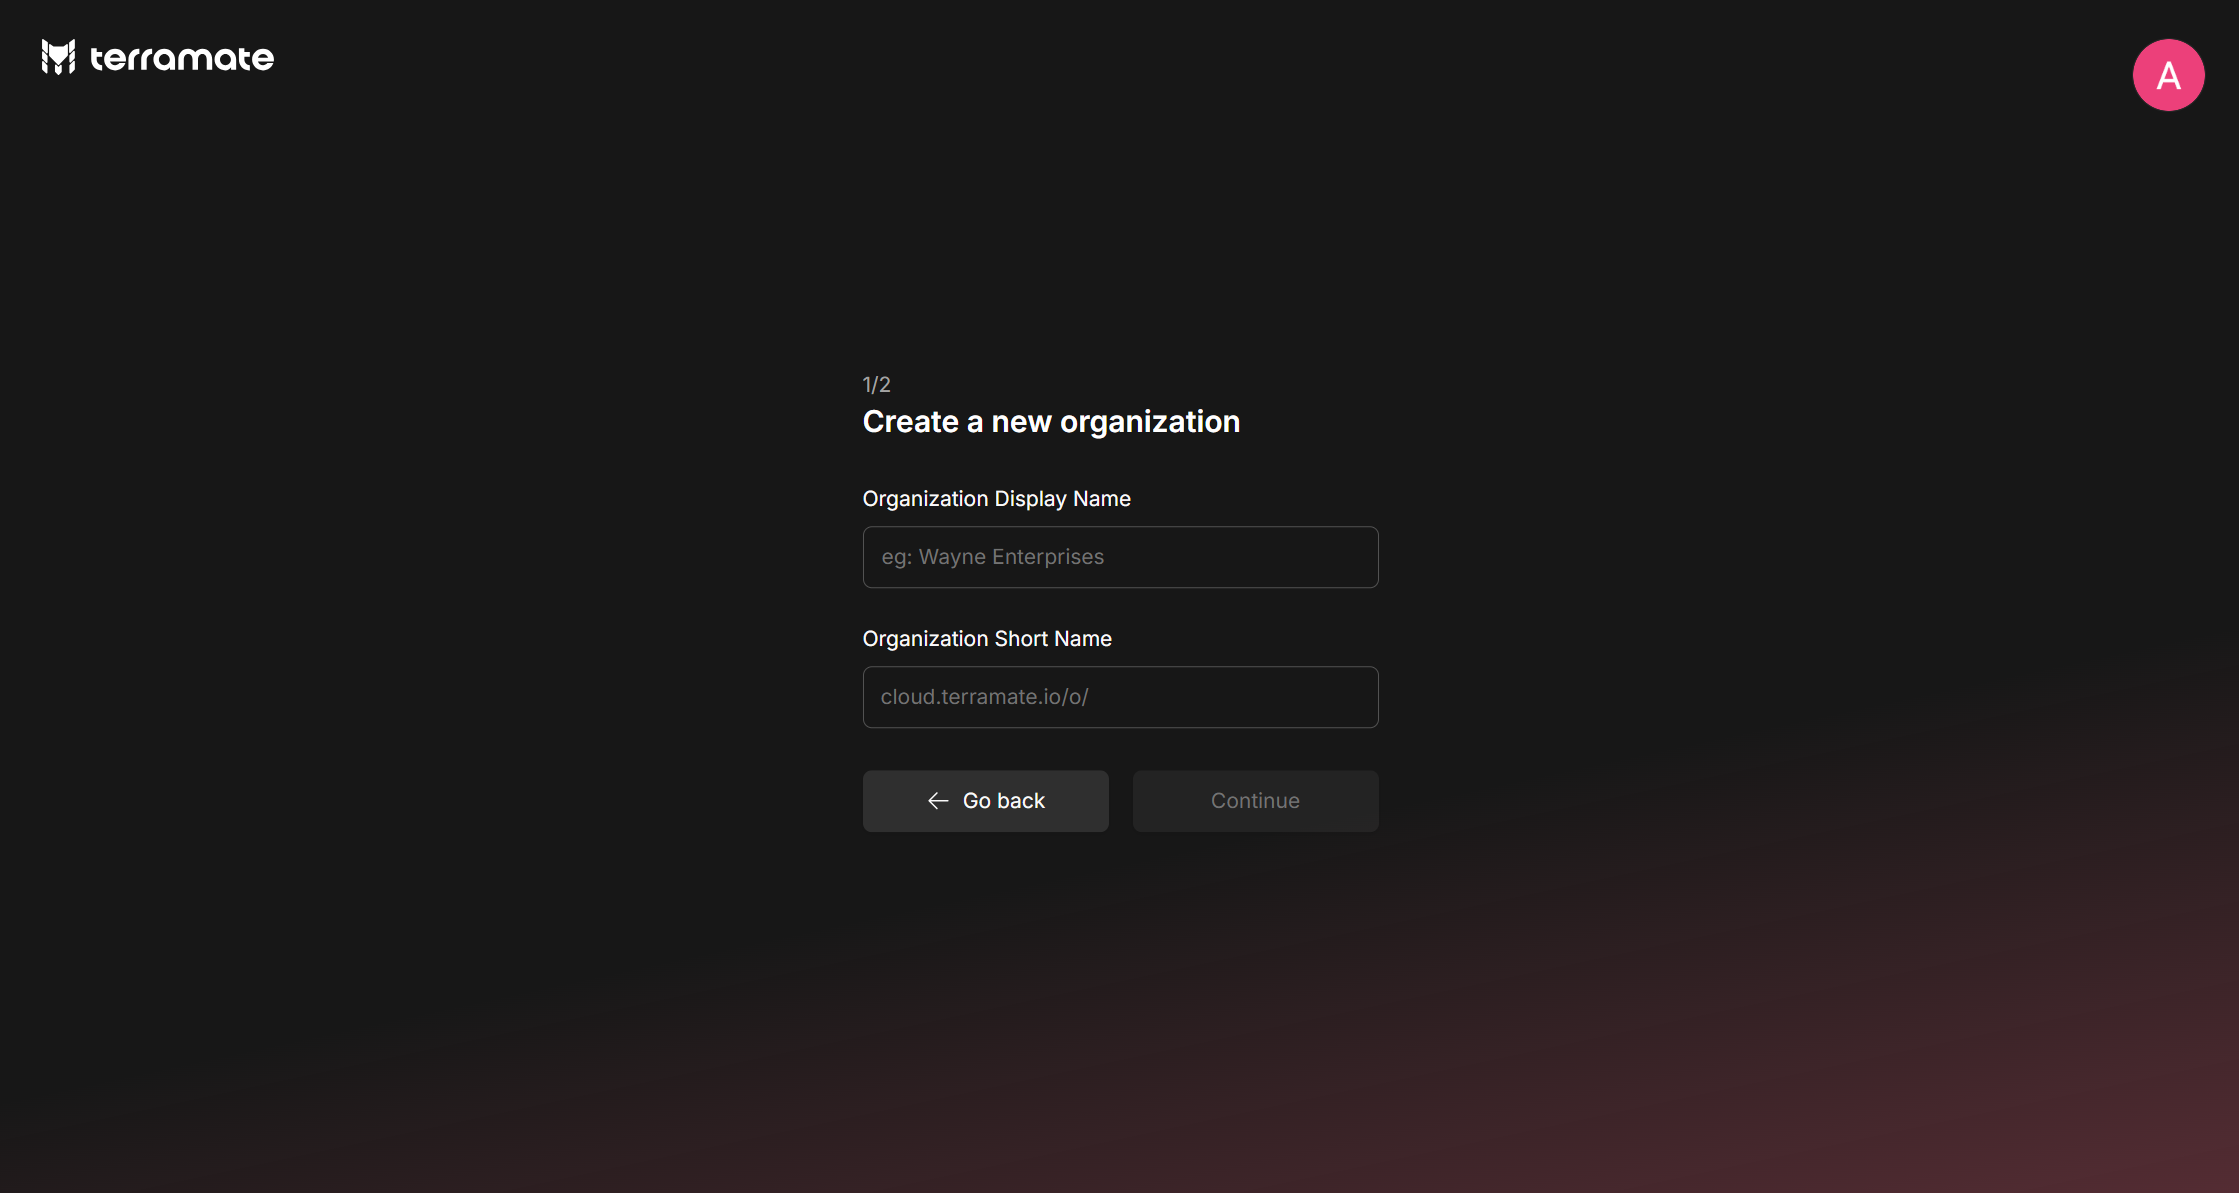 terramate
A
1/2
Create a new organization
Organization Display Name
eg: Wayne Enterprises
Organization Short Name
cloud.terramate.io/o/
Go back
Continue